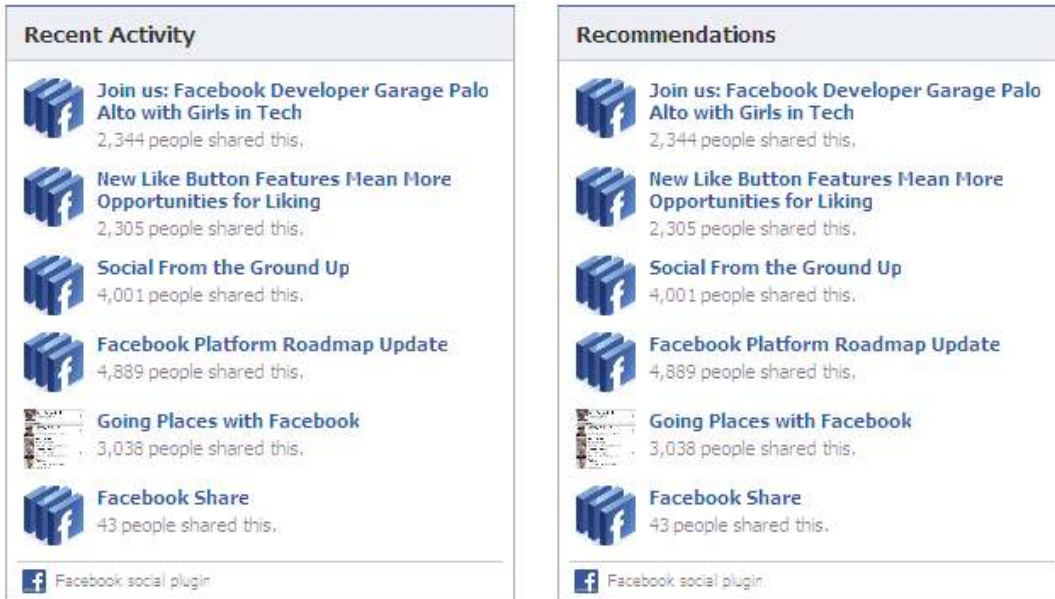 Recent Activity
Join us: Facebook Developer Garage Palo
Alto with Girls in Tech
2,344 people shared this.
New Like Button Features Mean More
Opportunities for Liking
2,305 people shared this.
Social From the Ground Up
4,001 people shared this.
Facebook Platform Roadmap Update
4,889 people shared this.
Going Places with Facebook
3,038 people shared this.
Facebook Share
43 people shared this.
Facebook social plugin
Recommendations
Join us: Facebook Developer Garage Palo
Alto with Girls in Tech
2,344 people shared this.
New Like Button Features Mean More
Opportunities for Liking
2,305 people shared this.
Social From the Ground Up
4,001 people shared this.
Facebook Platform Roadmap Update
4,889 people shared this.
Going Places with Facebook
3,038 people shared this.
Facebook Share
43 people shared this.
Facebook social plugin